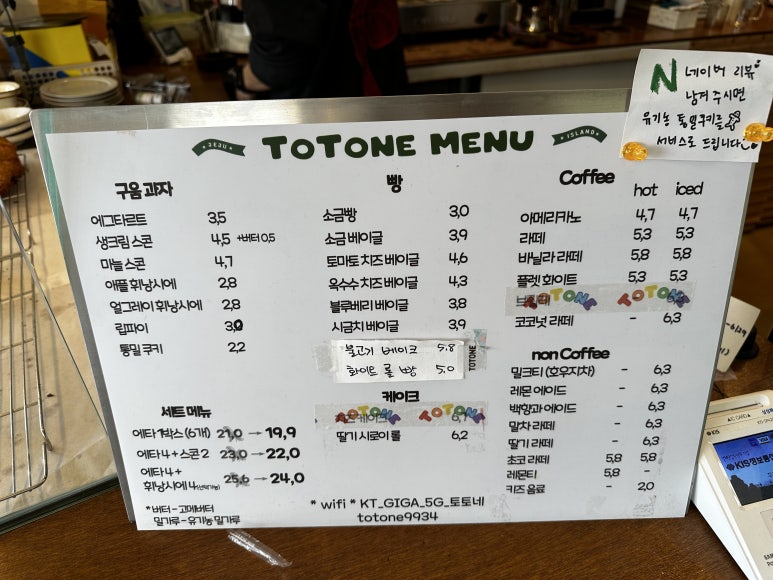 N 네이버 리뷰
남겨 주시면
유기농 통밀쿠키를
서비스로 드립니다
JEJU TOTONE MENU ISLAND
구움 과자
에그타르트 3,5
생크림 스콘 4,5 +버터 0,5
마늘 스콘 4,7
애플 휘낭시에 2,8
얼그레이 휘낭시에 2,8
립파이 3,0
통밀 쿠키 2,2
세트 메뉴
에타 1박스 (6개) 21,0 → 19,9
에타 4 + 스콘 2 23,0 → 22,0
에타 4 +
휘낭시에 4 25,6 → 24,0
* 버터 - 고메버터
밀가루 - 유기농 밀가루
빵
소금빵 3,0
소금 베이글 3,9
토마토 치즈 베이글 4,6
옥수수 치즈 베이글 4,3
블루베리 베이글 3,8
시금치 베이글 3,9
불고기 베이크 5.8
화이트 롤 빵 5.0
TOTONE
케이크
TOTONE TOTONE
딸기 시로이 롤 6,2
* wifi * KT_GIGA_5G_토토네
totone9934
Coffee hot iced
아메리카노 4,7 4,7
라떼 5,3 5,3
바닐라 라떼 5,8 5,8
플랫 화이트 5,3 5,3
TOTONE TOTONE
코코넛 라떼 - 6,3
non Coffee
밀크티 (호우지차) - 6,3
레몬 에이드 - 6,3
백향과 에이드 - 6,3
말차 라떼 - 6,3
딸기 라떼 - 6,3
초코 라떼 5,8 5,8
레몬티 5,8 -
키즈 음료 - 2,0